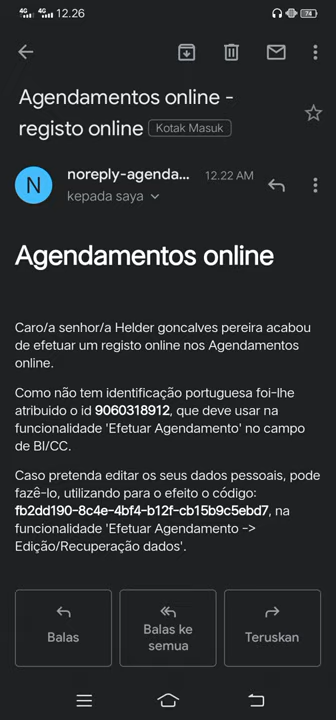 4G 4G 12.26 74
Agendamentos online -
registo online Kotak Masuk
N noreply-agenda... 12.22 AM
kepada saya
Agendamentos online
Caro/a senhor/a Helder goncalves pereira acabou
de efetuar um registo online nos Agendamentos
online.
Como não tem identificação portuguesa foi-lhe
atribuido o id 9060318912, que deve usar na
funcionalidade 'Efetuar Agendamento' no campo
de BI/CC.
Caso pretenda editar os seus dados pessoais, pode
fazê-lo, utilizando para o efeito o código:
fb2dd190-8c4e-4bf4-b12f-cb15b9c5ebd7, na
funcionalidade 'Efetuar Agendamento ->
Edição/Recuperação dados'.
Balas
Balas ke
semua
Teruskan